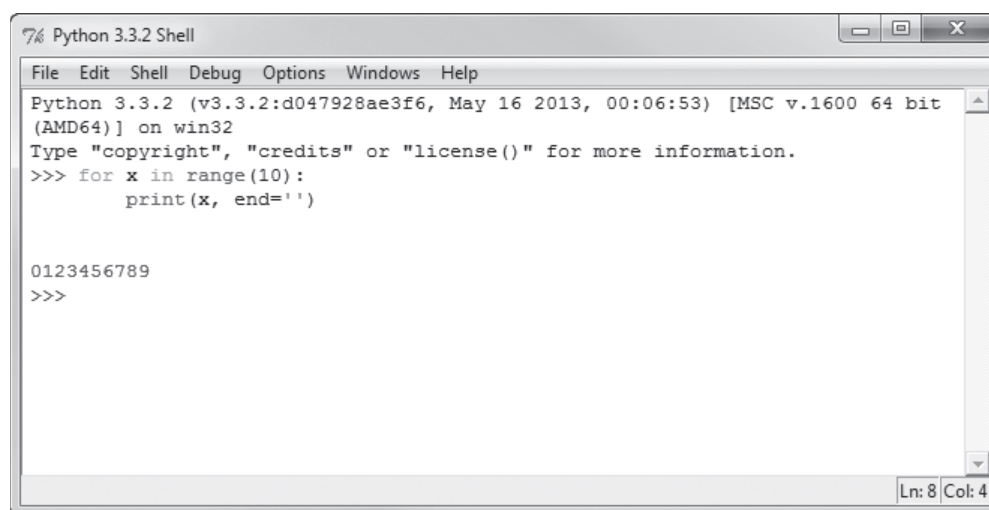 Python 3.3.2 Shell
File Edit Shell Debug Options Windows Help
Python 3.3.2 (v3.3.2:d047928ae3f6, May 16 2013, 00:06:53) [MSC v.1600 64 bit
(AMD64)] on win32
Type "copyright", "credits" or "license()" for more information.
>>> for x in range(10):
        print(x, end='')
0123456789
>>>
Ln: 8 Col: 4